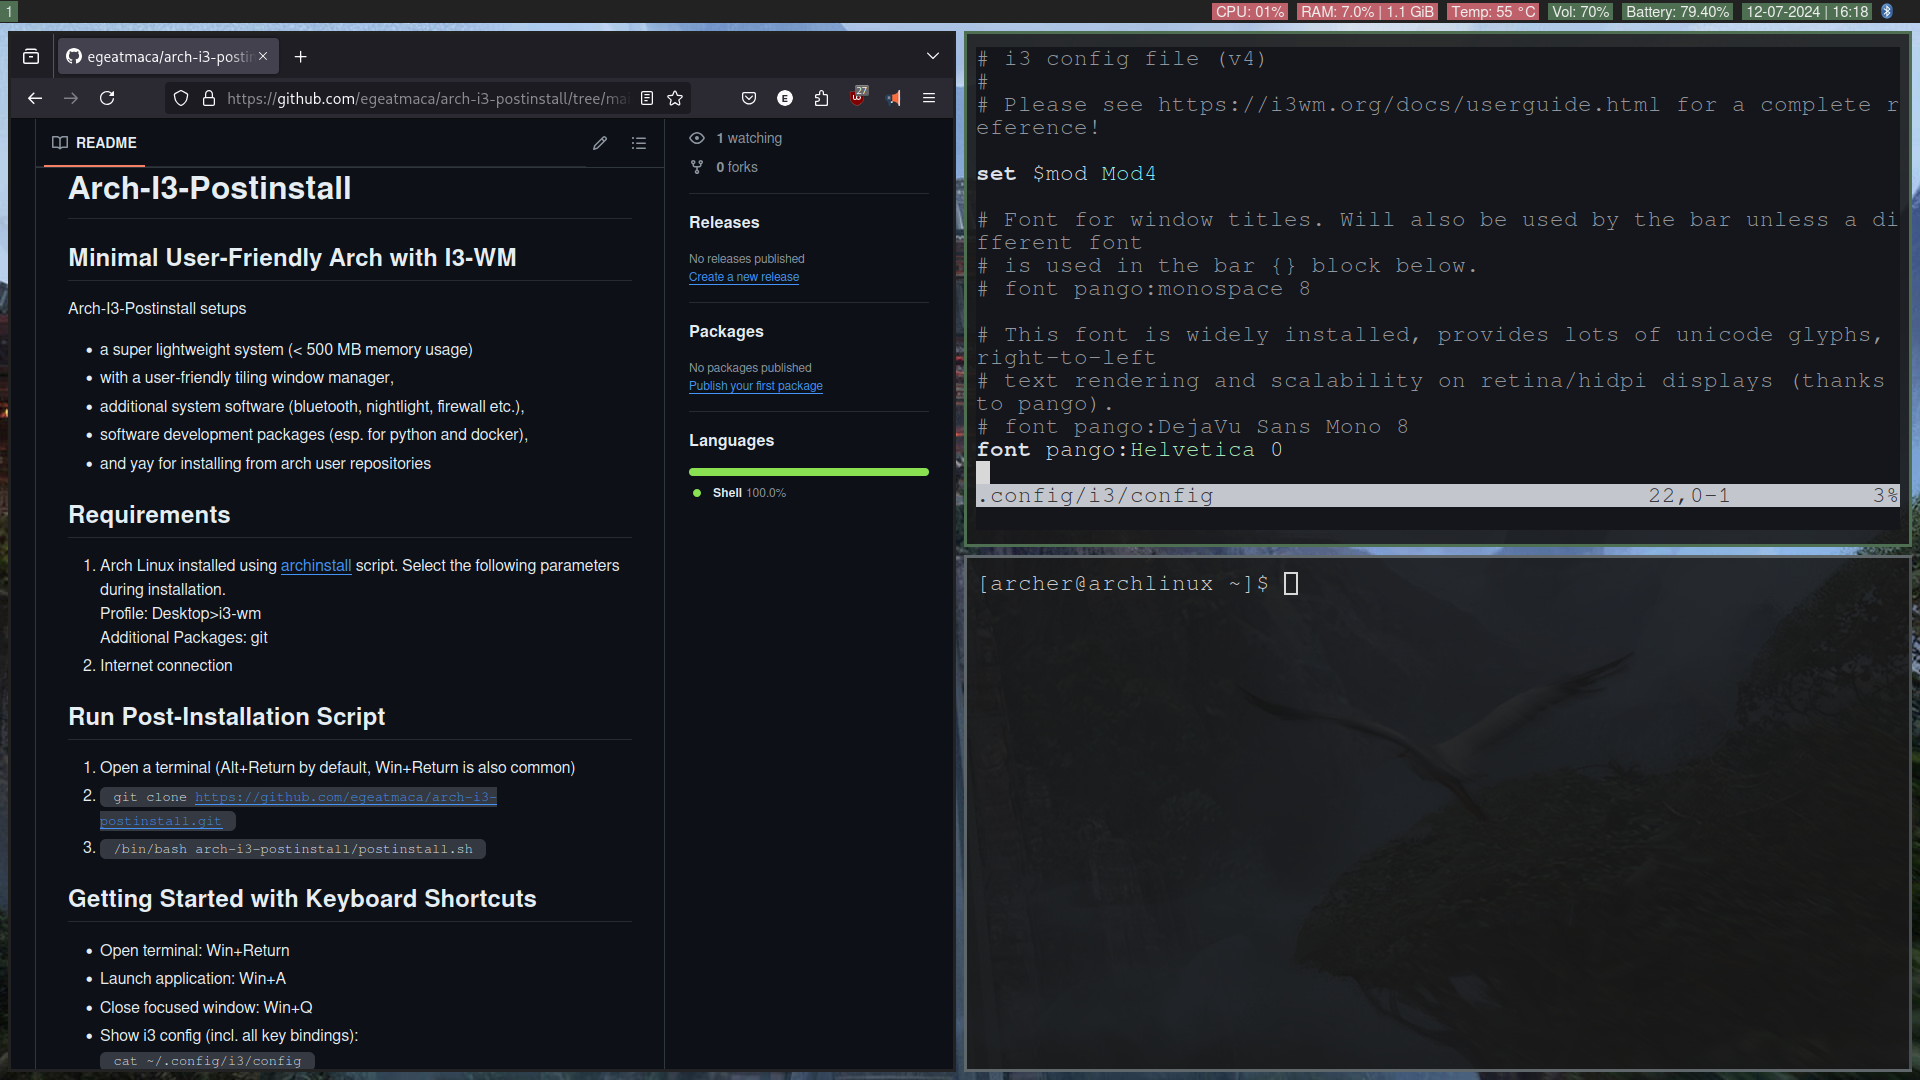 1
CPU: 01%
RAM: 7.0% | 1.1 GiB
Temp: 55 °C
Vol: 70%
Battery: 79.40%
12-07-2024 | 16:18
egeatmaca/arch-i3-postin
https://github.com/egeatmaca/arch-i3-postinstall/tree/ma
27
README
Arch-I3-Postinstall
Minimal User-Friendly Arch with I3-WM
Arch-I3-Postinstall setups
a super lightweight system (< 500 MB memory usage)
with a user-friendly tiling window manager,
additional system software (bluetooth, nightlight, firewall etc.),
software development packages (esp. for python and docker),
and yay for installing from arch user repositories
Requirements
1. Arch Linux installed using archinstall script. Select the following parameters
during installation.
Profile: Desktop>i3-wm
Additional Packages: git
2. Internet connection
Run Post-Installation Script
1. Open a terminal (Alt+Return by default, Win+Return is also common)
2. git clone https://github.com/egeatmaca/arch-i3-
postinstall.git
3. /bin/bash arch-i3-postinstall/postinstall.sh
Getting Started with Keyboard Shortcuts
Open terminal: Win+Return
Launch application: Win+A
Close focused window: Win+Q
Show i3 config (incl. all key bindings):
cat ~/.config/i3/config
1 watching
0 forks
Releases
No releases published
Create a new release
Packages
No packages published
Publish your first package
Languages
Shell 100.0%
# i3 config file (v4)
#
# Please see https://i3wm.org/docs/userguide.html for a complete r
eference!
set $mod Mod4
# Font for window titles. Will also be used by the bar unless a di
fferent font
# is used in the bar {} block below.
# font pango:monospace 8
# This font is widely installed, provides lots of unicode glyphs,
right-to-left
# text rendering and scalability on retina/hidpi displays (thanks
to pango).
# font pango:DejaVu Sans Mono 8
font pango:Helvetica 0
.config/i3/config 22,0-1 3%
[archer@archlinux ~]$